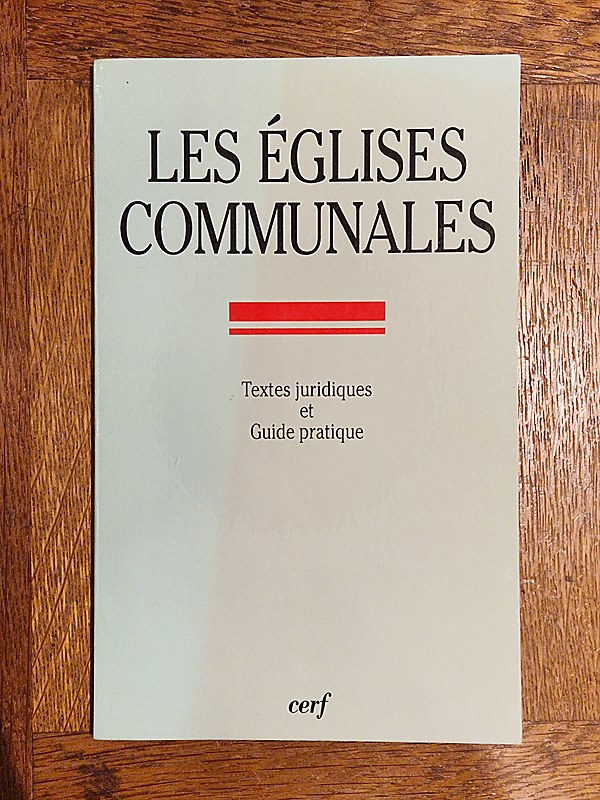 LES ÉGLISES
COMMUNALES
Textes juridiques
et
Guide pratique
cerf